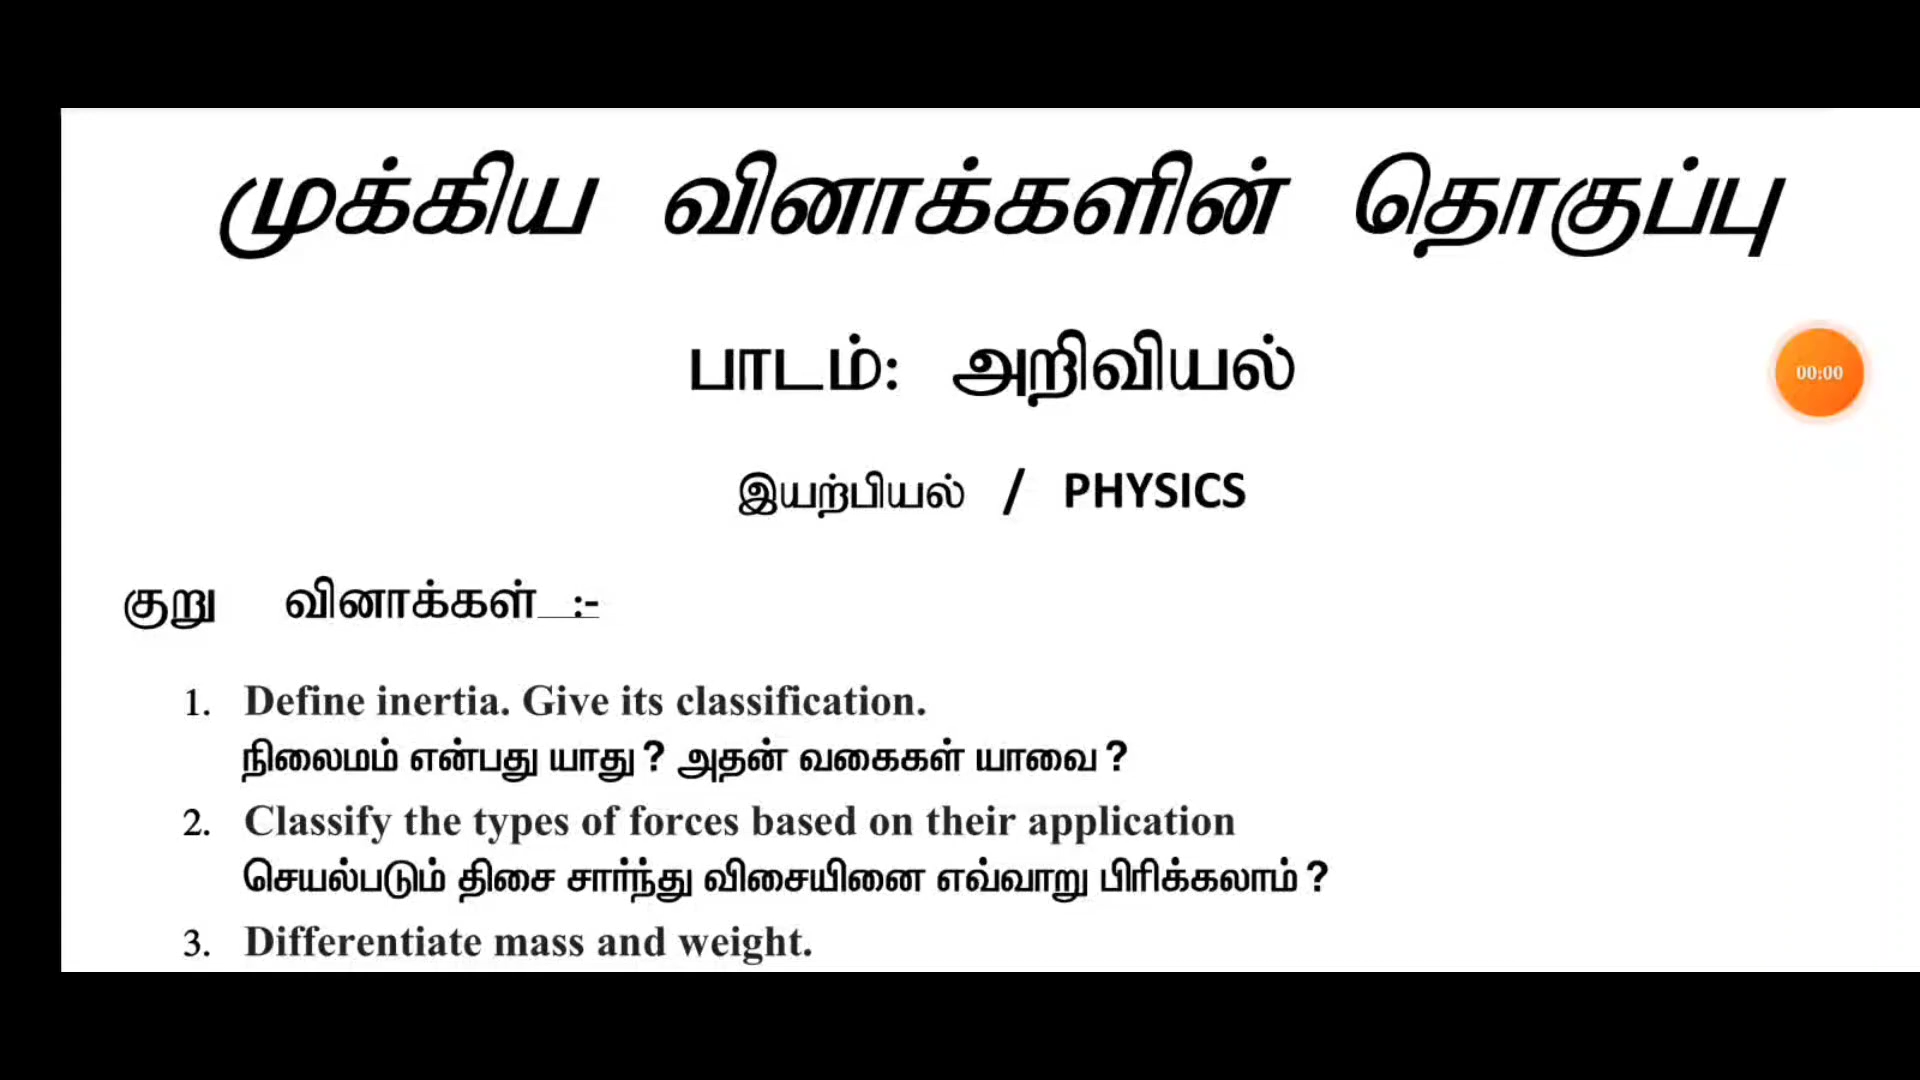 முக்கிய வினாக்களின் தொகுப்பு
பாடம்: அறிவியல்
00:00
இயற்பியல் / PHYSICS
குறு வினாக்கள் :-
1. Define inertia. Give its classification.
நிலைமம் என்பது யாது ? அதன் வகைகள் யாவை ?
2. Classify the types of forces based on their application
செயல்படும் திசை சார்ந்து விசையினை எவ்வாறு பிரிக்கலாம் ?
3. Differentiate mass and weight.